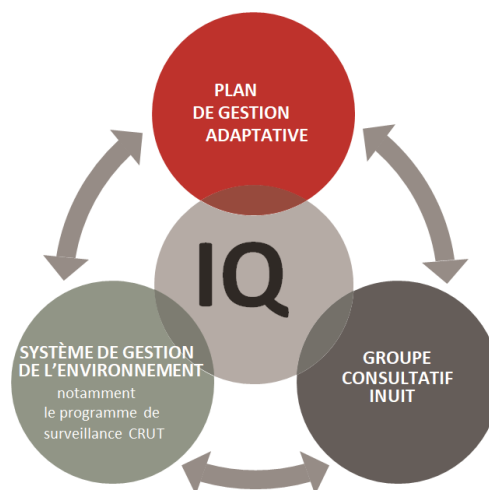 PLAN
DE GESTION
ADAPTATIVE
IQ
SYSTÈME DE GESTION
DE L’ENVIRONNEMENT
notamment
le programme de
surveillance CRUT
GROUPE
CONSULTATIF
INUIT